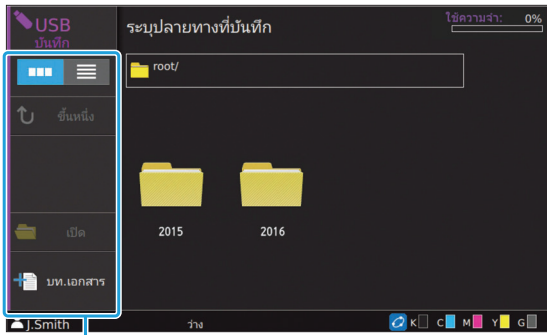 USB
บันทึก
ระบุปลายทางที่บันทึก
ใช้ความจำ: 0%
root/
ขึ้นหนึ่ง
เปิด
บท.เอกสาร
2015 2016
J.Smith ว่าง K C M Y G